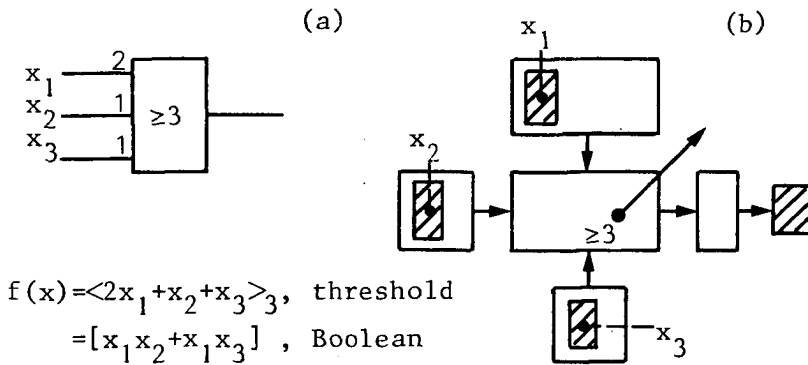 (a)
x₁ 2
x₂ 1
x₃ 1
≥3
(b)
x₁
x₂
≥3
x₃
f(x)=<2x₁+x₂+x₃>₃, threshold
=[x₁x₂+x₁x₃] , Boolean